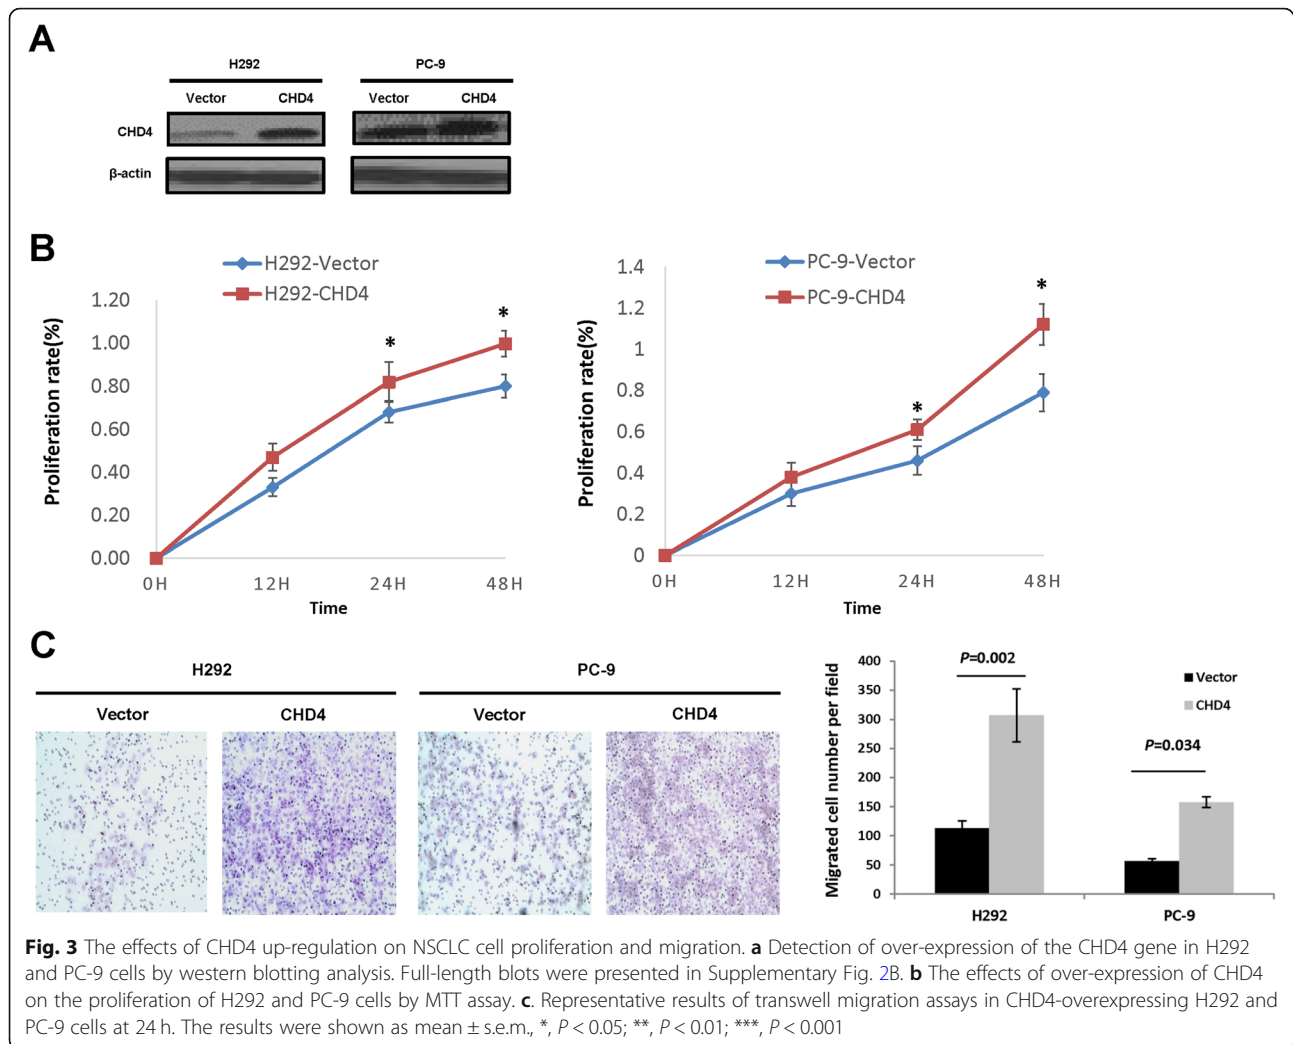 A
H292 PC-9
Vector CHD4 Vector CHD4
CHD4
β-actin
B
H292-Vector
H292-CHD4
1.20
1.00
0.80
0.60
0.40
0.20
0.00
Proliferation rate(%)
* *
0H 12H 24H 48H
Time
PC-9-Vector
PC-9-CHD4
1.4
1.2
1
0.8
0.6
0.4
0.2
0
Proliferation rate(%)
* *
0H 12H 24H 48H
Time
C
H292 PC-9
Vector CHD4 Vector CHD4
Migrated cell number per field
400
350
300
250
200
150
100
50
0
P=0.002
P=0.034
Vector
CHD4
H292 PC-9
Fig. 3 The effects of CHD4 up-regulation on NSCLC cell proliferation and migration. a Detection of over-expression of the CHD4 gene in H292
and PC-9 cells by western blotting analysis. Full-length blots were presented in Supplementary Fig. 2B. b The effects of over-expression of CHD4
on the proliferation of H292 and PC-9 cells by MTT assay. c. Representative results of transwell migration assays in CHD4-overexpressing H292 and
PC-9 cells at 24 h. The results were shown as mean ± s.e.m., *, P < 0.05; **, P < 0.01; ***, P < 0.001